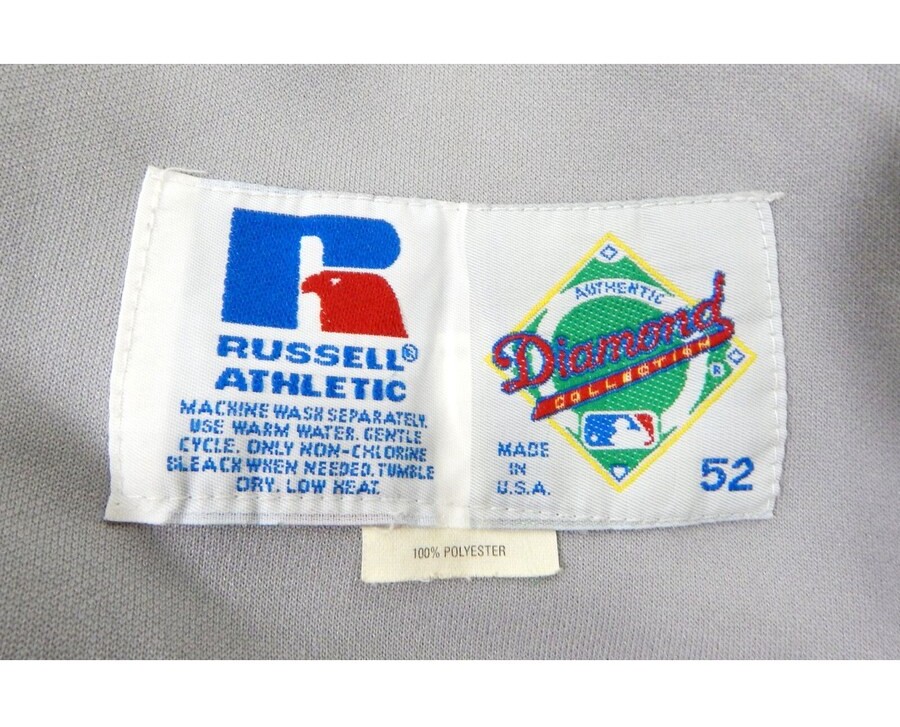 RUSSELL®
ATHLETIC
MACHINE WASH SEPARATELY.
USE WARM WATER. GENTLE
CYCLE. ONLY NON-CHLORINE
BLEACH WHEN NEEDED. TUMBLE
DRY. LOW HEAT.
AUTHENTIC
Diamond
COLLECTION
®
MADE
IN
U.S.A.
52
100% POLYESTER